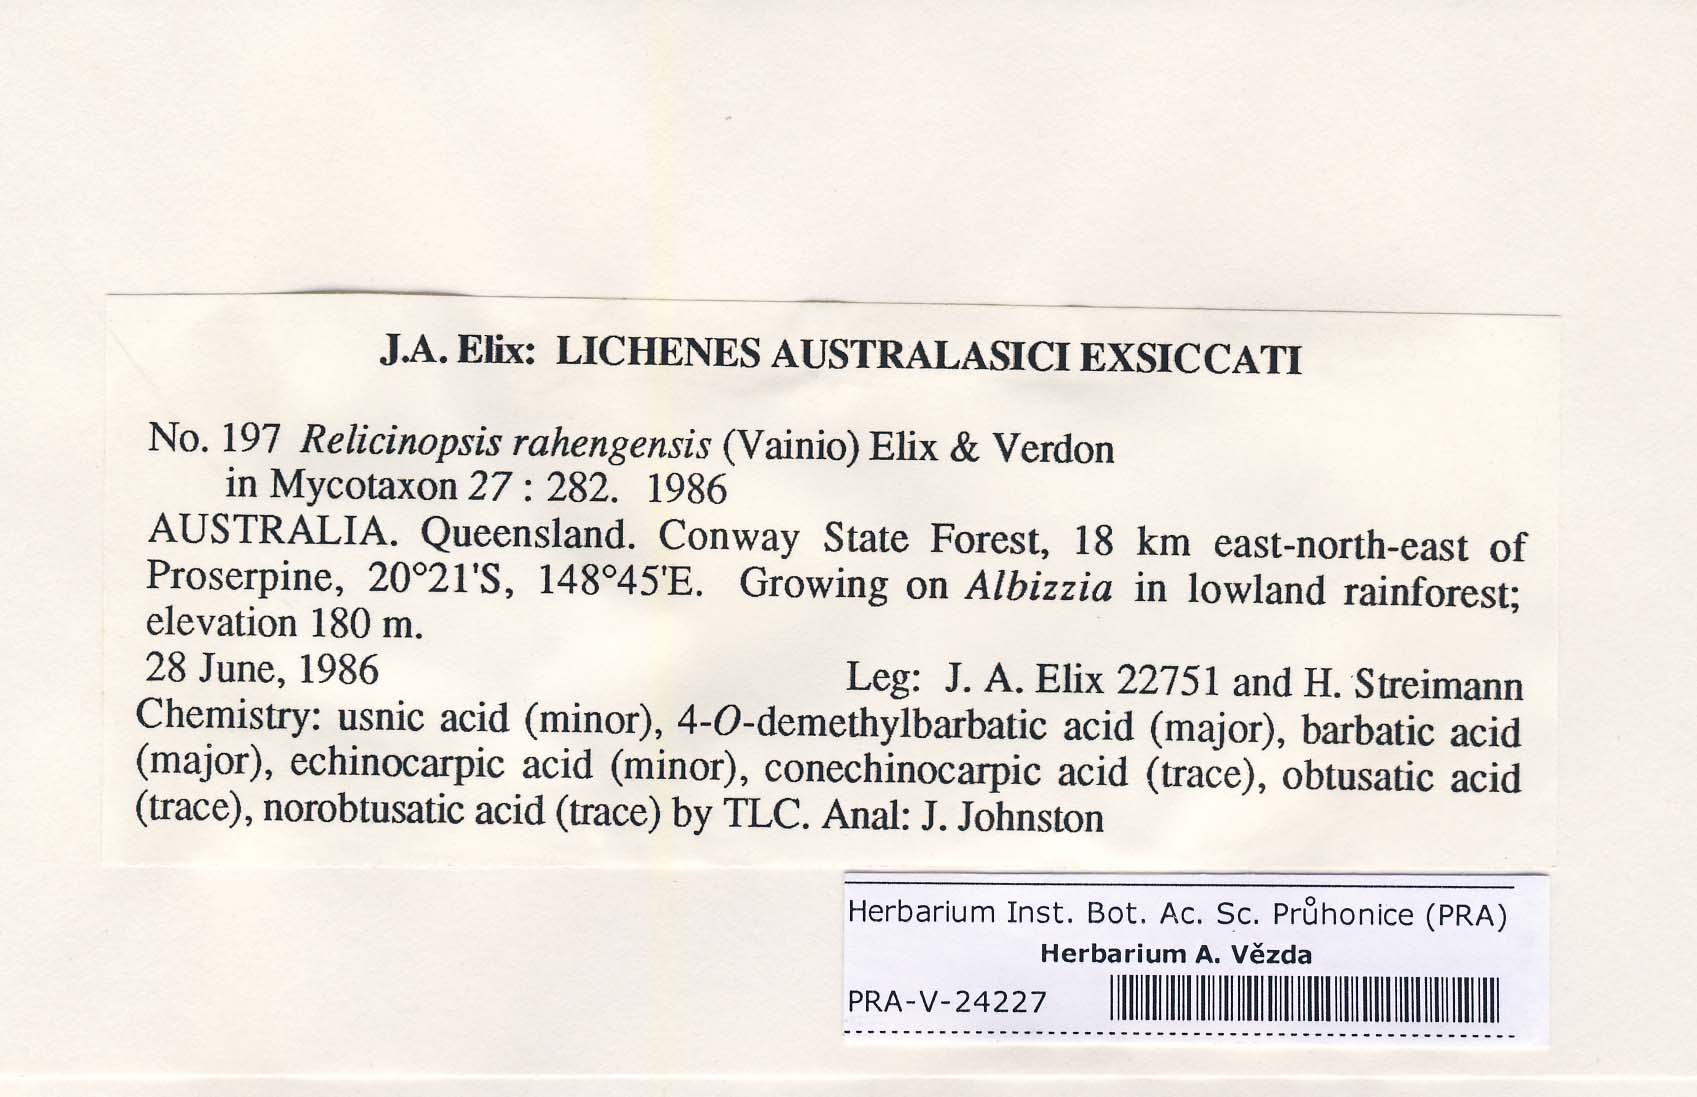 J.A. Elix: LICHENES AUSTRALASICI EXSICCATI
No. 197 Relicinopsis rahengensis (Vainio) Elix & Verdon
in Mycotaxon 27 : 282. 1986
AUSTRALIA. Queensland. Conway State Forest, 18 km east-north-east of
Proserpine, 20°21'S, 148°45'E. Growing on Albizzia in lowland rainforest;
elevation 180 m.
28 June, 1986 Leg: J. A. Elix 22751 and H. Streimann
Chemistry: usnic acid (minor), 4-O-demethylbarbatic acid (major), barbatic acid
(major), echinocarpic acid (minor), conechinocarpic acid (trace), obtusatic acid
(trace), norobtusatic acid (trace) by TLC. Anal: J. Johnston
Herbarium Inst. Bot. Ac. Sc. Průhonice (PRA)
Herbarium A. Vězda
PRA-V-24227